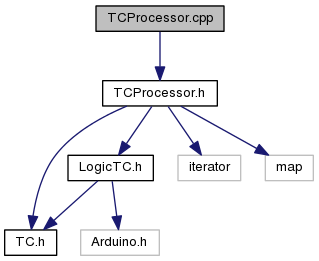 TCProcessor.cpp
TCProcessor.h
LogicTC.h
iterator
map
TC.h
Arduino.h